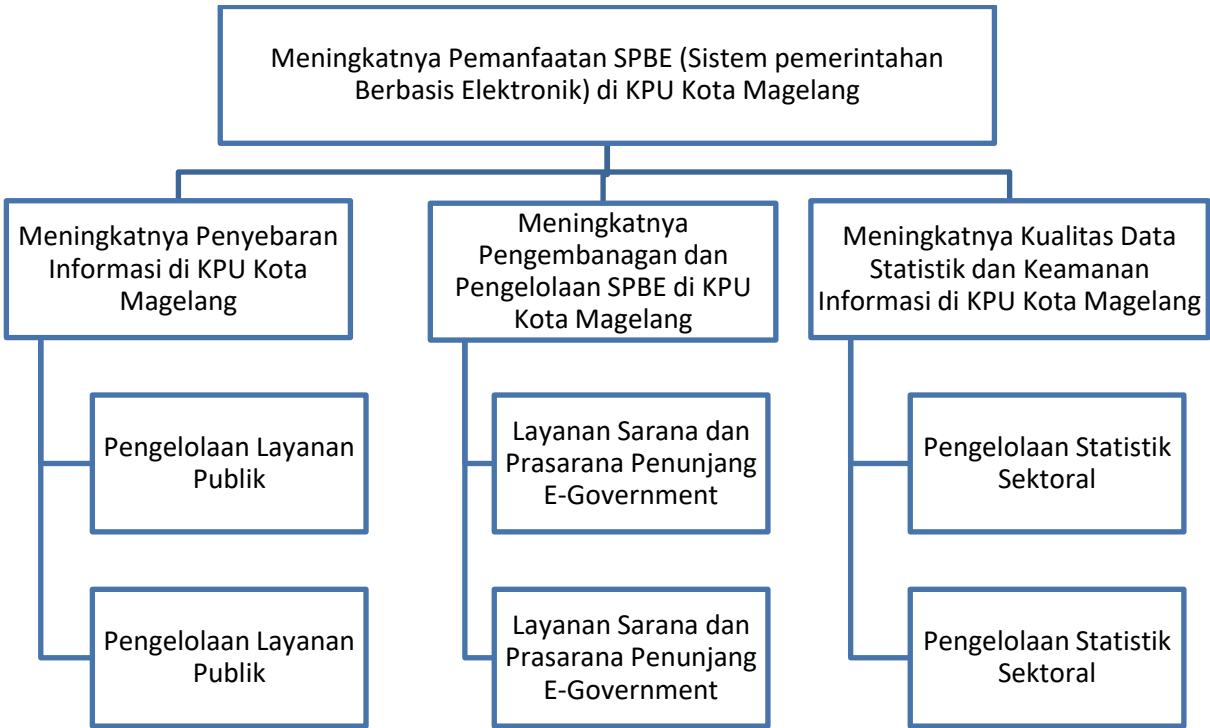 Meningkatnya Pemanfaatan SPBE (Sistem pemerintahan
Berbasis Elektronik) di KPU Kota Magelang
Meningkatnya Penyebaran
Informasi di KPU Kota
Magelang
Pengelolaan Layanan
Publik
Pengelolaan Layanan
Publik
Meningkatnya
Pengembanagan dan
Pengelolaan SPBE di KPU
Kota Magelang
Layanan Sarana dan
Prasarana Penunjang
E-Government
Layanan Sarana dan
Prasarana Penunjang
E-Government
Meningkatnya Kualitas Data
Statistik dan Keamanan
Informasi di KPU Kota Magelang
Pengelolaan Statistik
Sektoral
Pengelolaan Statistik
Sektoral